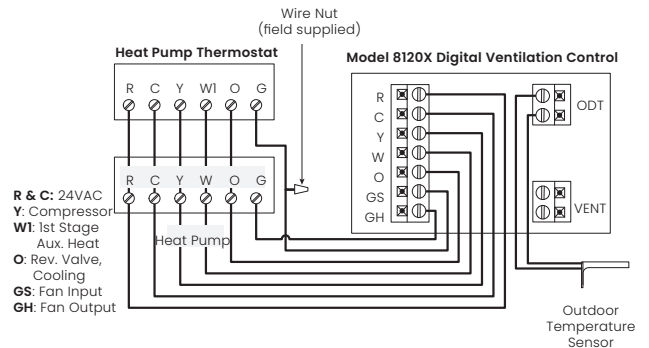 Wire Nut
(field supplied)
Heat Pump Thermostat
Model 8120X Digital Ventilation Control
R C Y W1 O G
R
C
Y
W
O
GS
GH
ODT
VENT
R C Y W O G
Heat Pump
R & C: 24VAC
Y: Compressor
W1: 1st Stage
Aux. Heat
O: Rev. Valve,
Cooling
GS: Fan Input
GH: Fan Output
Outdoor
Temperature
Sensor